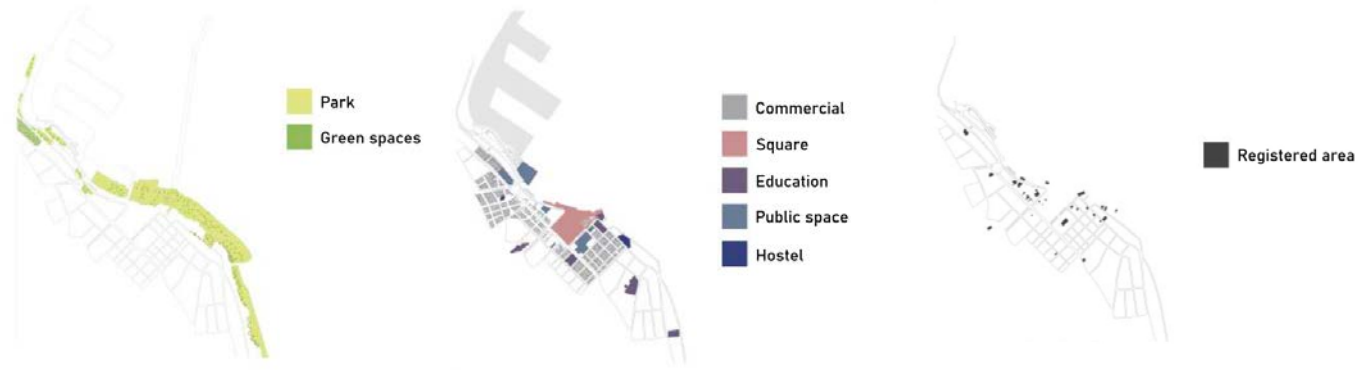 Park
Green spaces
Commercial
Square
Education
Public space
Hostel
Registered area